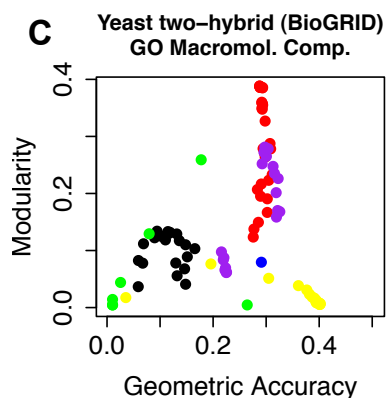 C
Yeast two−hybrid (BioGRID)
GO Macromol. Comp.
Modularity
0.4
0.2
0.0
0.0 0.2 0.4
Geometric Accuracy